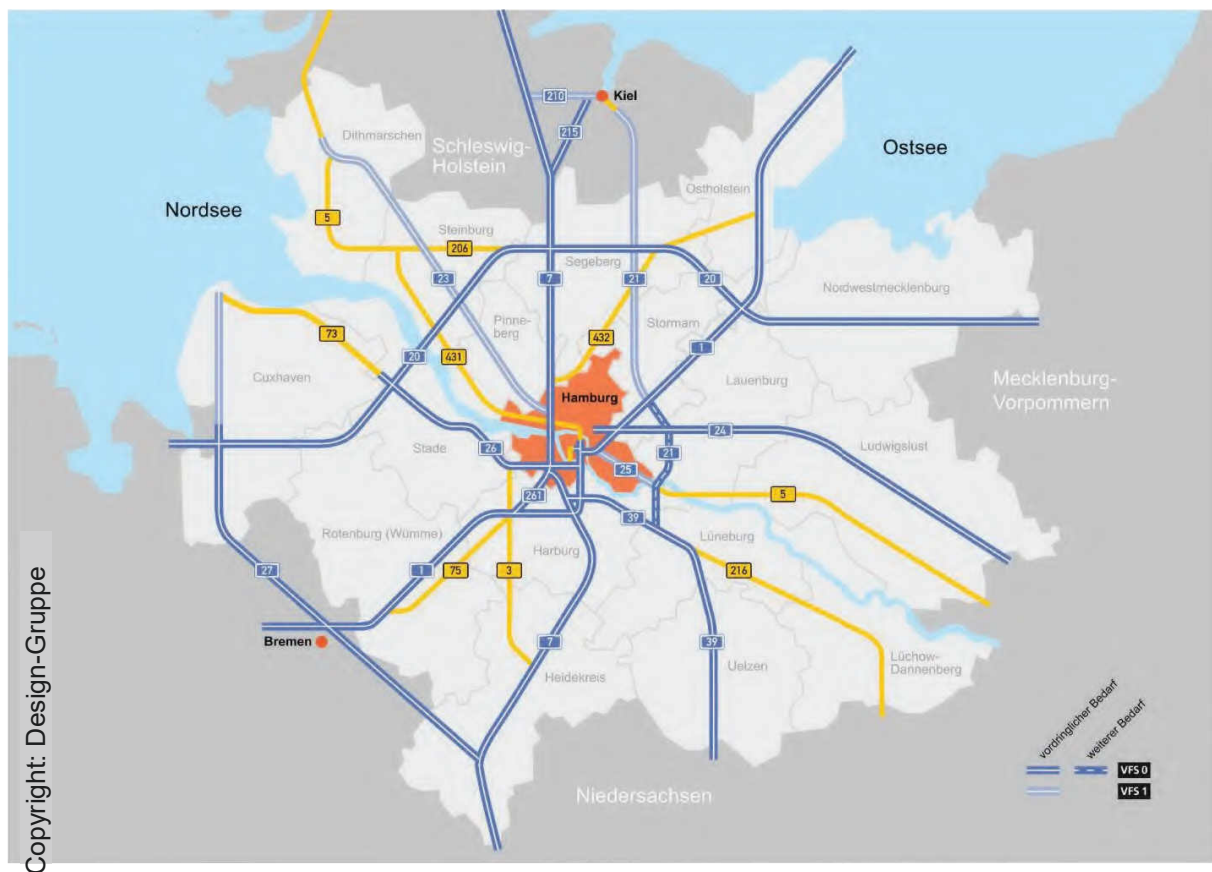 210
Kiel
215
Dithmarschen
Schleswig-
Holstein
Ostsee
Ostholstein
Nordsee
5
Steinburg
206
Segeberg
23
7
21
20
Nordwestmecklenburg
Pinne-
berg
Stormarn
73
432
20
431
1
Cuxhaven
Lauenburg
Mecklenburg-
Vorpommern
Hamburg
24
Stade
26
21
Ludwigslust
25
261
5
39
Rotenburg (Wümme)
Harburg
Lüneburg
27
1
75
3
216
Bremen
7
39
Heidekreis
Uelzen
Lüchow-
Dannenberg
Niedersachsen
vordringlicher Bedarf
weiterer Bedarf
VFS 0
VFS 1
Copyright: Design-Gruppe